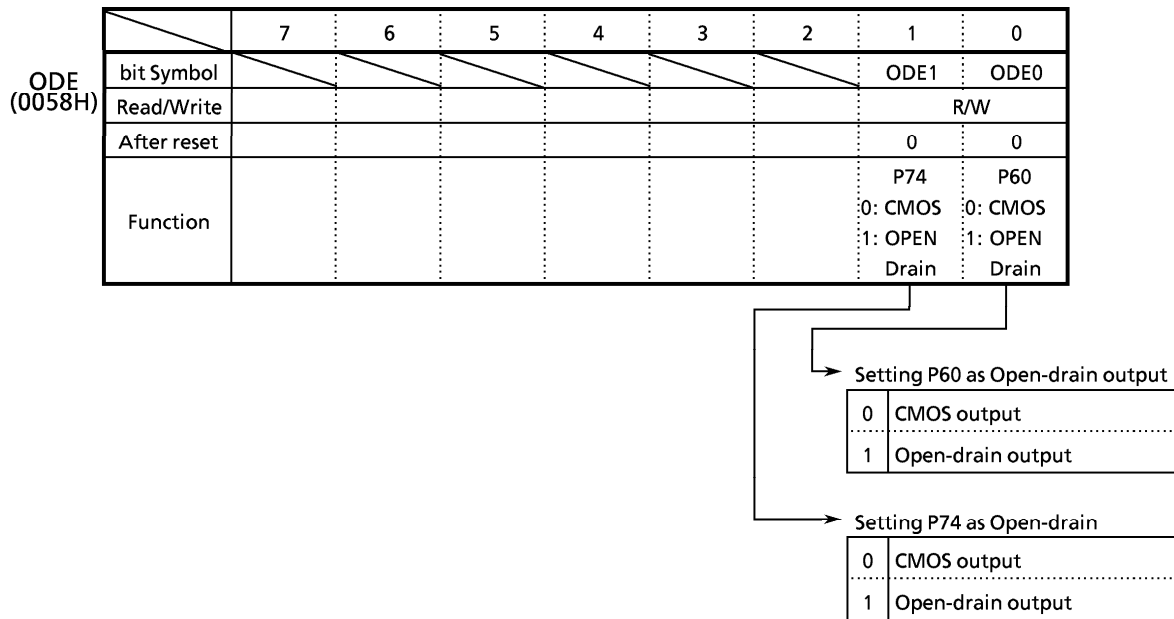 7 6 5 4 3 2 1 0
ODE
(0058H)
bit Symbol ODE1 ODE0
Read/Write R/W
After reset 0 0
Function
P74 P60
0: CMOS 0: CMOS
1: OPEN 1: OPEN
Drain Drain
Setting P60 as Open-drain output
0 CMOS output
1 Open-drain output
Setting P74 as Open-drain
0 CMOS output
1 Open-drain output